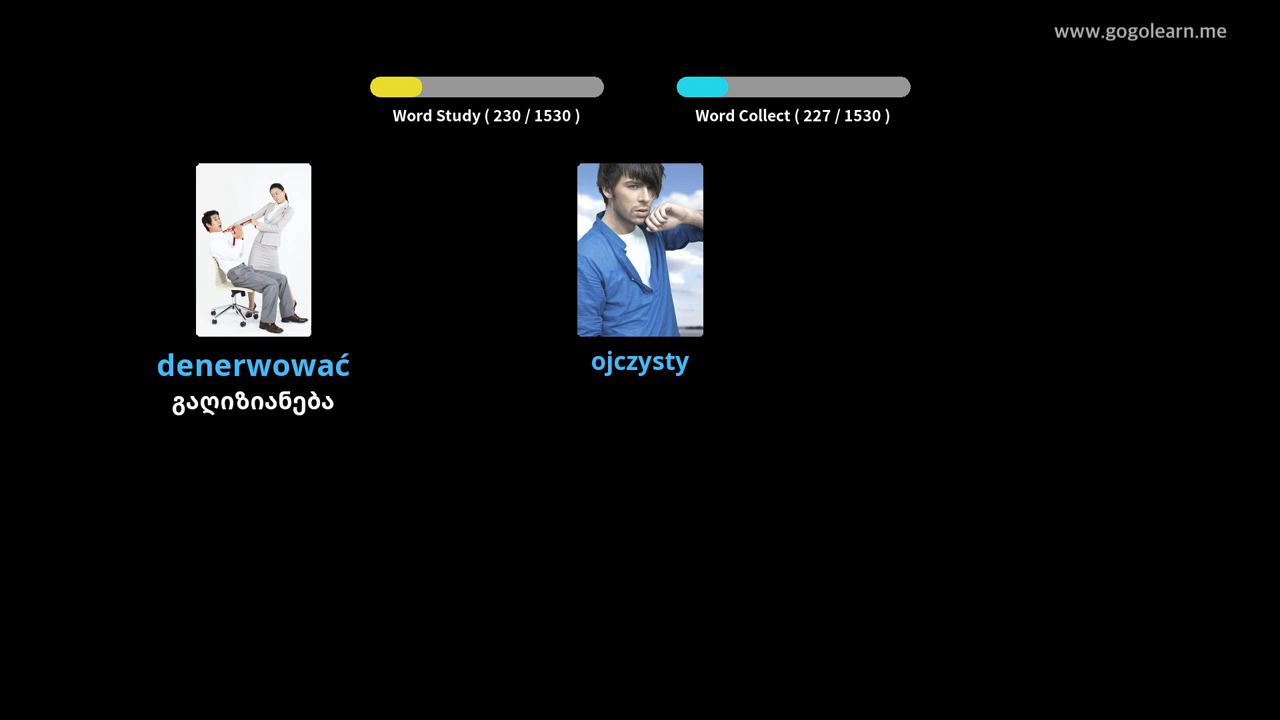 www.gogolearn.me
Word Study ( 230 / 1530 )
Word Collect ( 227 / 1530 )
denerwować
გაღიზიანება
ojczysty